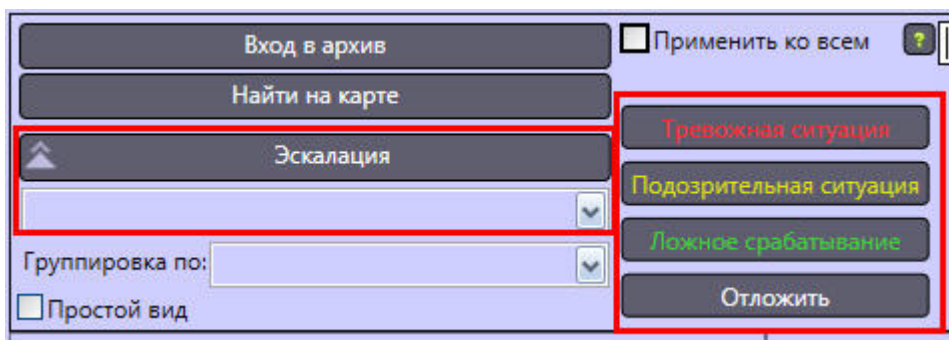 Вход в архив
Найти на карте
Эскалация
Группировка по:
Простой вид
Применить ко всем ?
Тревожная ситуация
Подозрительная ситуация
Ложное срабатывание
Отложить